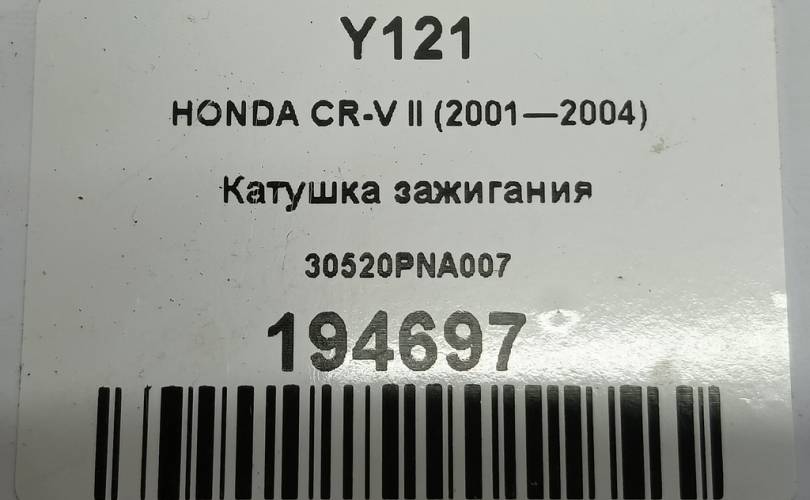 Y121
HONDA CR-V II (2001—2004)
Катушка зажигания
30520PNA007
194697